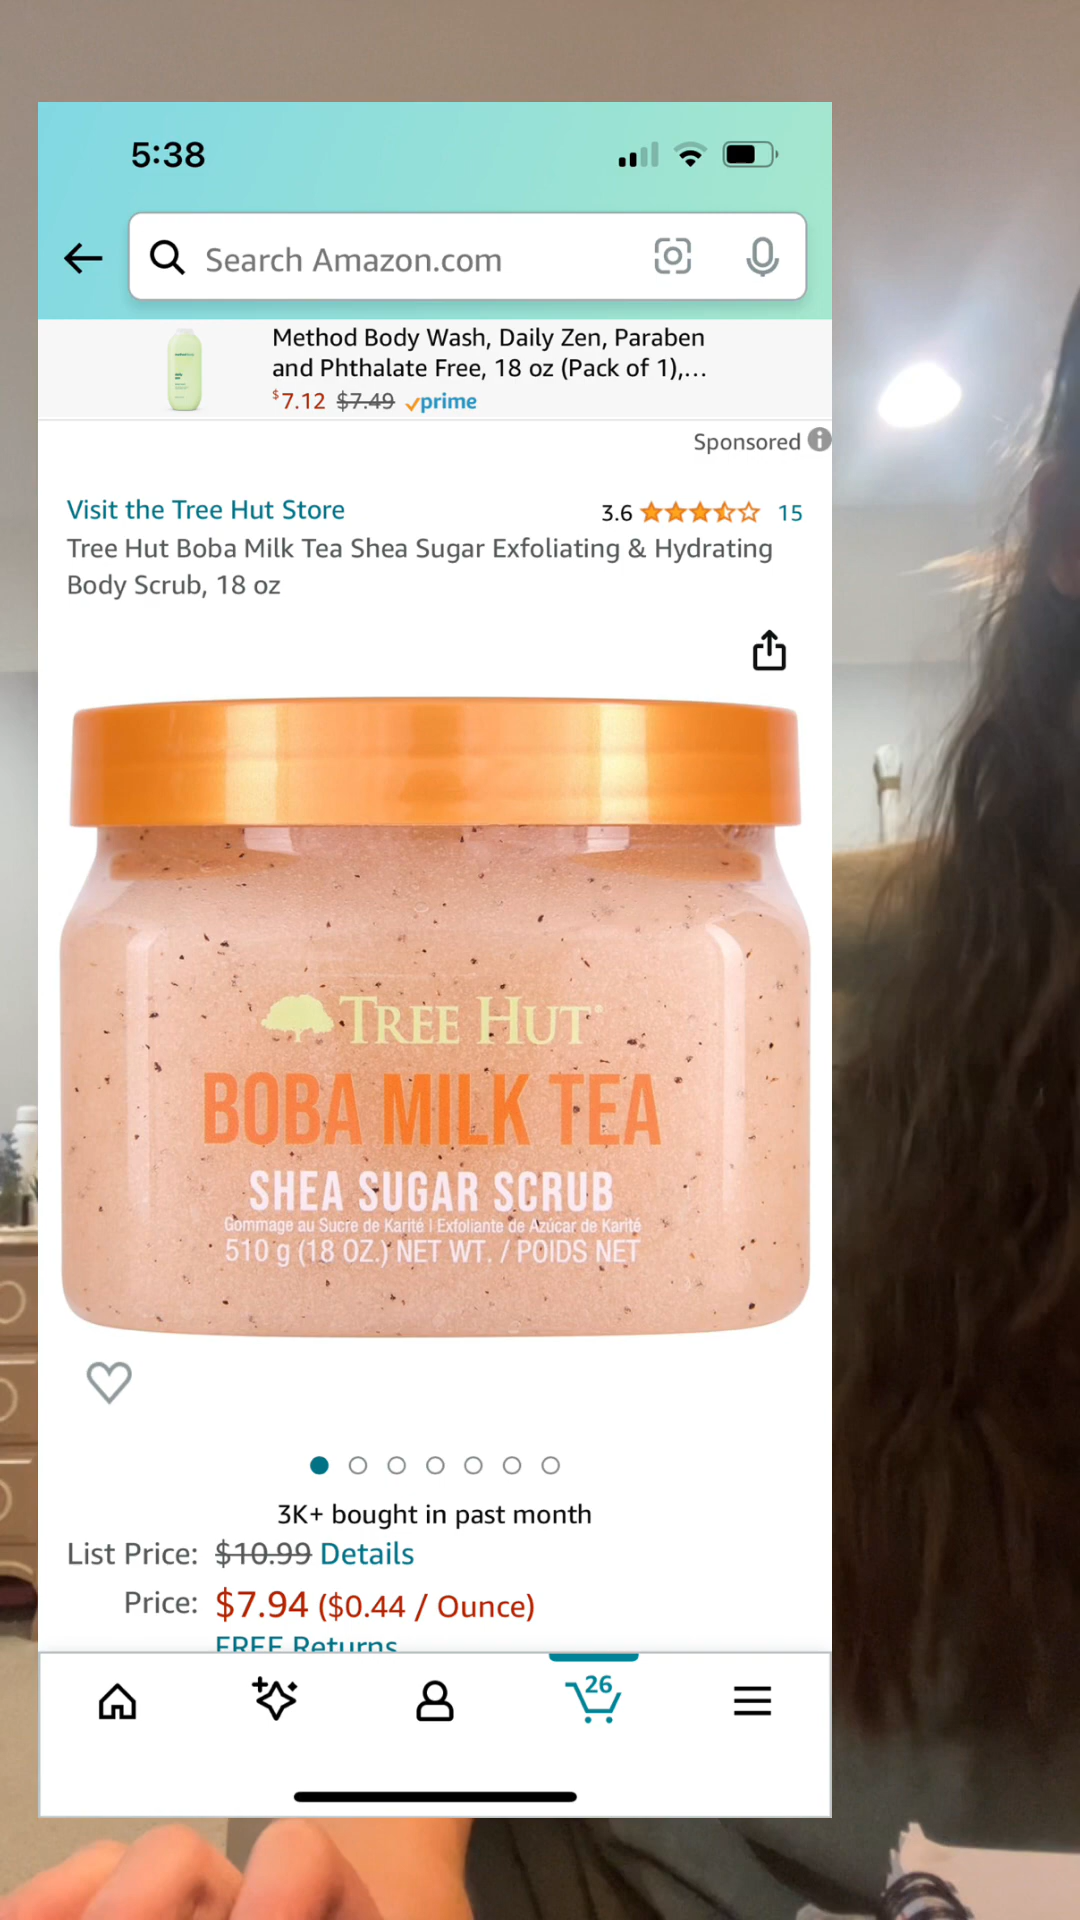 5:38
Search Amazon.com
Method Body Wash, Daily Zen, Paraben
and Phthalate Free, 18 oz (Pack of 1),...
$7.12 $7.49 prime
Sponsored
Visit the Tree Hut Store 3.6 15
Tree Hut Boba Milk Tea Shea Sugar Exfoliating & Hydrating
Body Scrub, 18 oz
TREE HUT®
BOBA MILK TEA
SHEA SUGAR SCRUB
Gommage au Sucre de Karité | Exfoliante de Azúcar de Karité
510 g (18 OZ.) NET WT. / POIDS NET
3K+ bought in past month
List Price: $10.99 Details
Price: $7.94 ($0.44 / Ounce)
FREE Returns
26